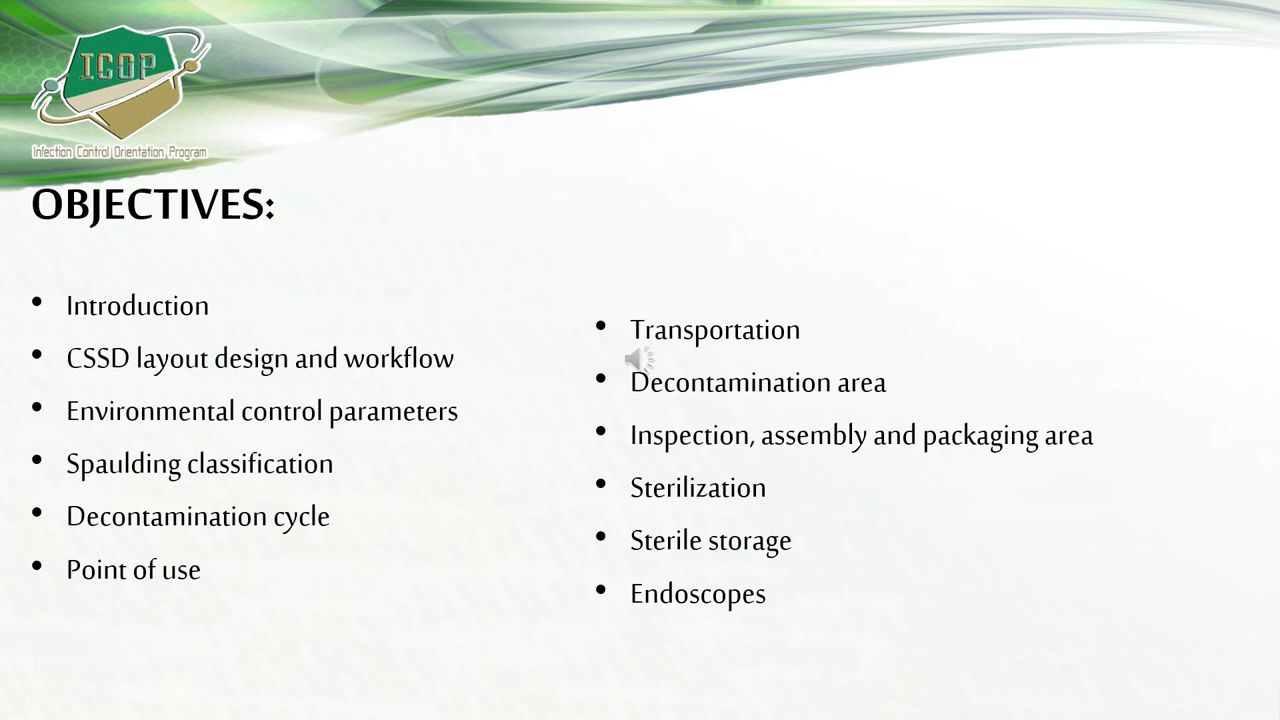 ICOP
Infection Control Orientation Program
OBJECTIVES:
• Introduction
• CSSD layout design and workflow
• Environmental control parameters
• Spaulding classification
• Decontamination cycle
• Point of use
• Transportation
• Decontamination area
• Inspection, assembly and packaging area
• Sterilization
• Sterile storage
• Endoscopes